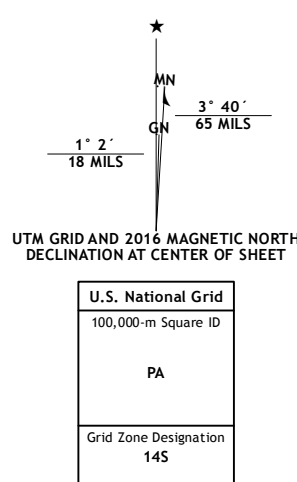 ★
MN
3° 40´
65 MILS
GN
1° 2´
18 MILS
UTM GRID AND 2016 MAGNETIC NORTH
DECLINATION AT CENTER OF SHEET
U.S. National Grid
100,000-m Square ID
PA
Grid Zone Designation
14S